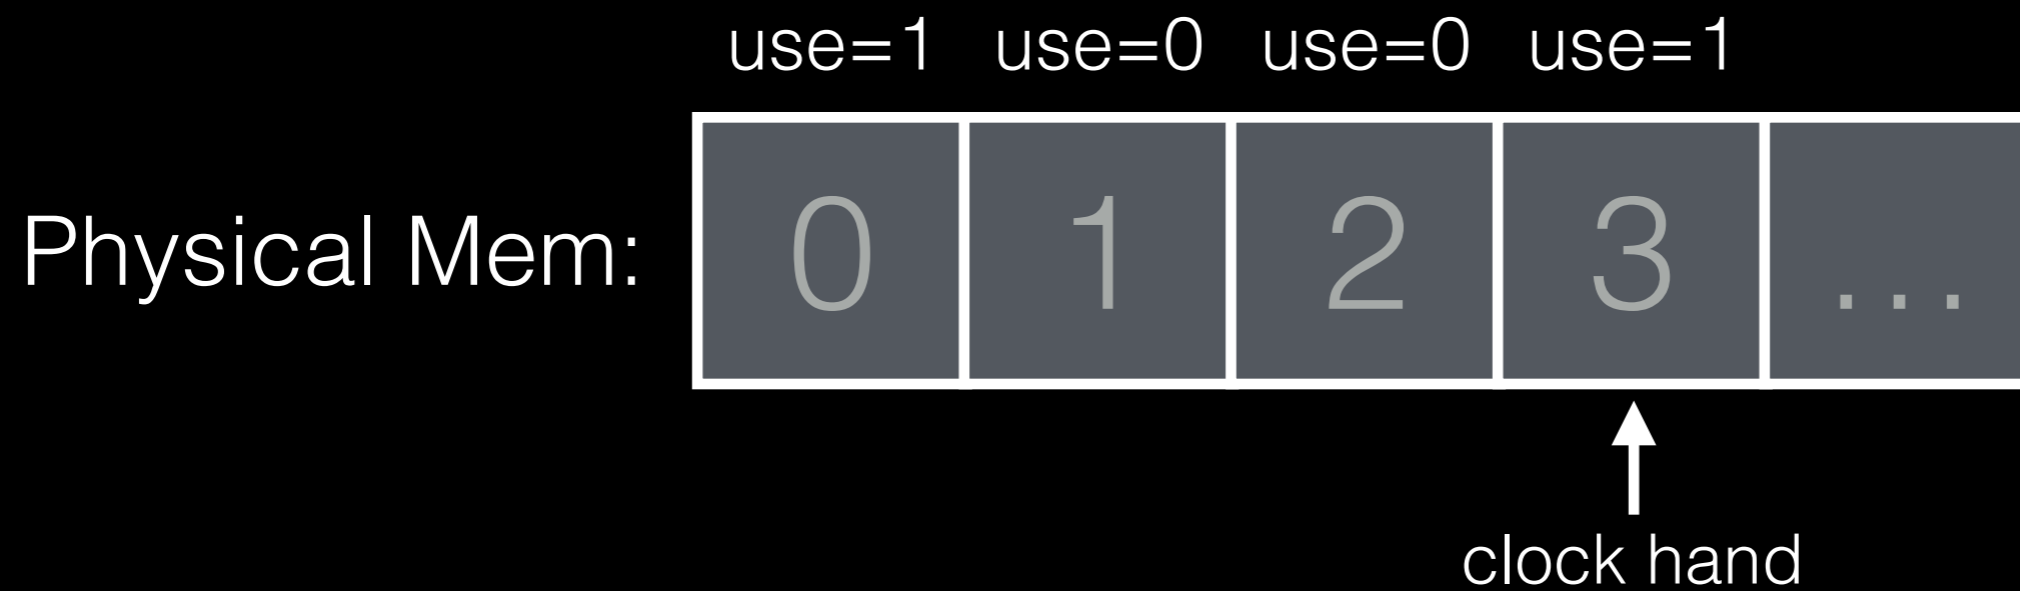 use=1 use=0 use=0 use=1
Physical Mem: 0 1 2 3 ...
clock hand